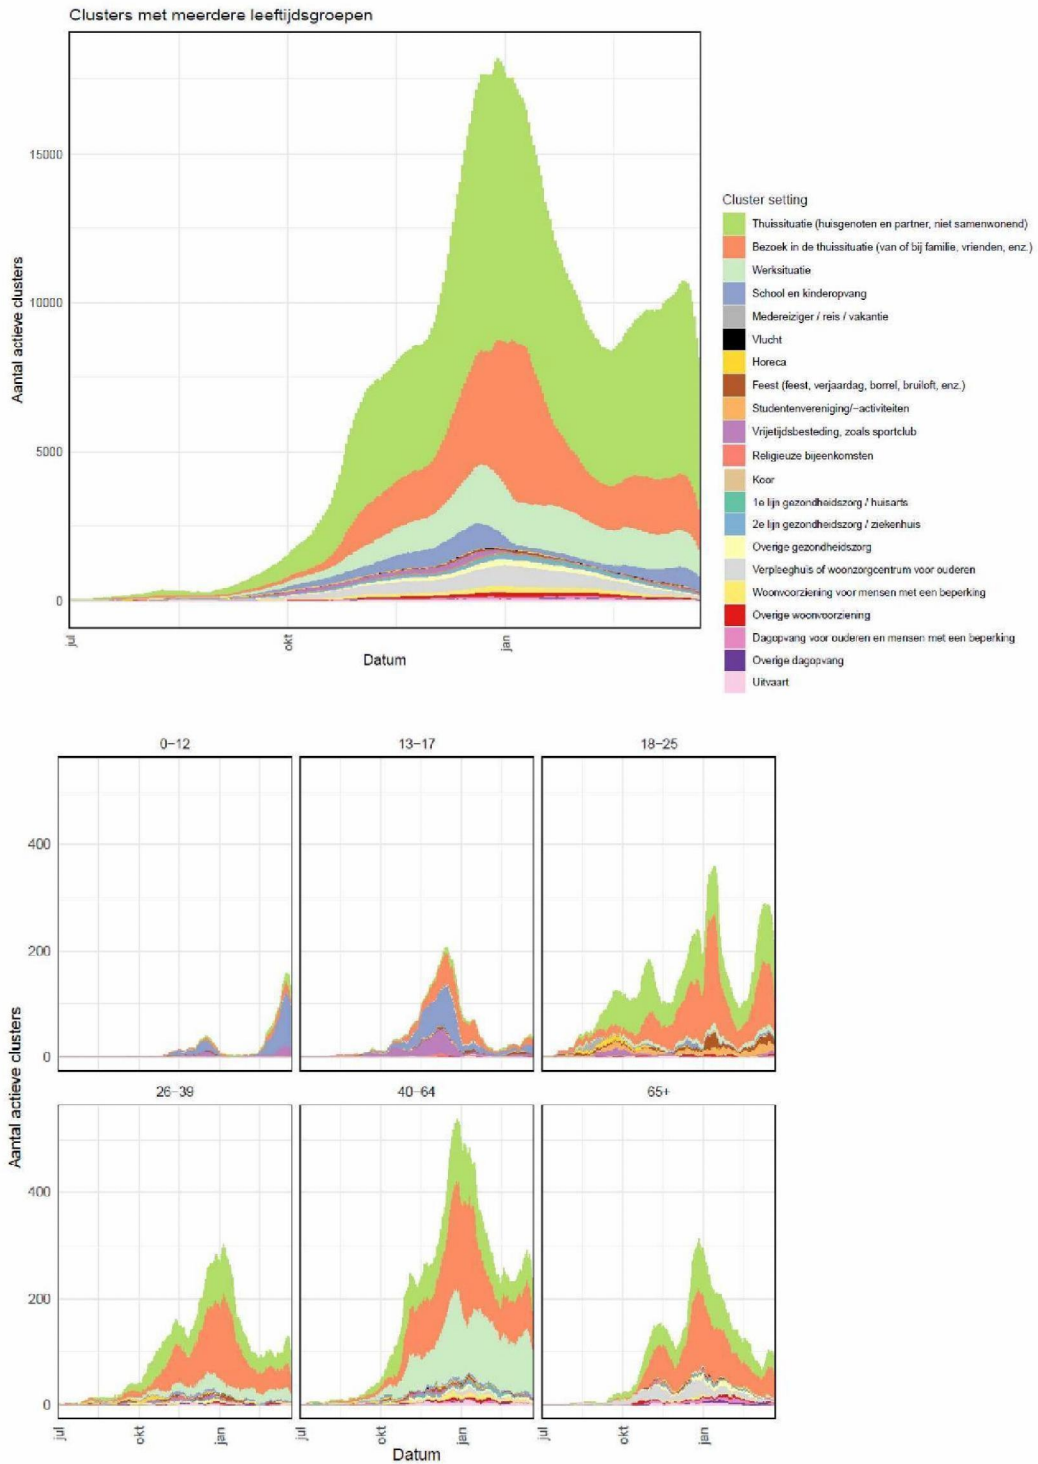 Clusters met meerdere leeftijdsgroepen
Aantal actieve clusters
15000
10000
5000
0
jul
okt
jan
Datum
Cluster setting
Thuissituatie (huisgenoten en partner, niet samenwonend)
Bezoek in de thuissituatie (van of bij familie, vrienden, enz.)
Werksituatie
School en kinderopvang
Medereiziger / reis / vakantie
Vlucht
Horeca
Feest (feest, verjaardag, borrel, bruiloft, enz.)
Studentenvereniging/−activiteiten
Vrijetijdsbesteding, zoals sportclub
Religieuze bijeenkomsten
Koor
1e lijn gezondheidszorg / huisarts
2e lijn gezondheidszorg / ziekenhuis
Overige gezondheidszorg
Verpleeghuis of woonzorgcentrum voor ouderen
Woonvoorziening voor mensen met een beperking
Overige woonvoorziening
Dagopvang voor ouderen en mensen met een beperking
Overige dagopvang
Uitvaart
0−12
13−17
18−25
400
200
0
Aantal actieve clusters
26−39
40−64
65+
400
200
0
jul
okt
jan
jul
okt
jan
jul
okt
jan
Datum